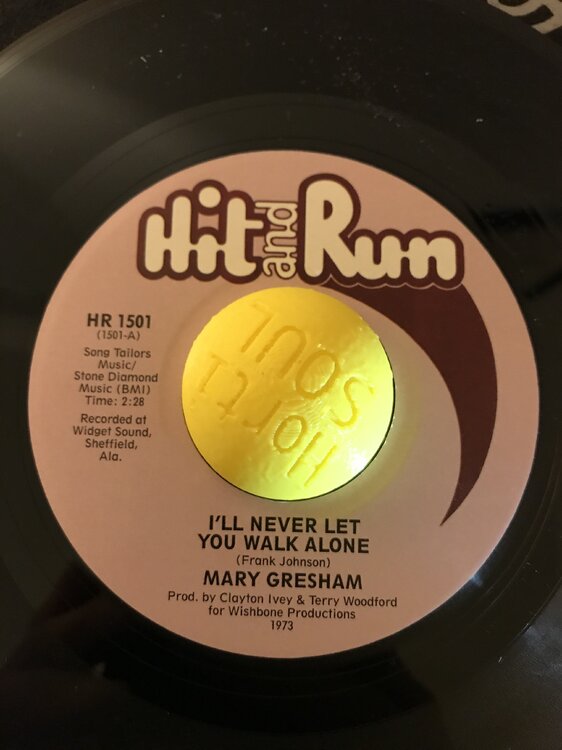 Hit and Run
HR 1501
(1501-A)
Song Tailors
Music/
Stone Diamond
Music (BMI)
Time: 2:28
Recorded at
Widget Sound,
Sheffield,
Ala.
Horti
SOUL
I'LL NEVER LET
YOU WALK ALONE
(Frank Johnson)
MARY GRESHAM
Prod. by Clayton Ivey & Terry Woodford
for Wishbone Productions
1973